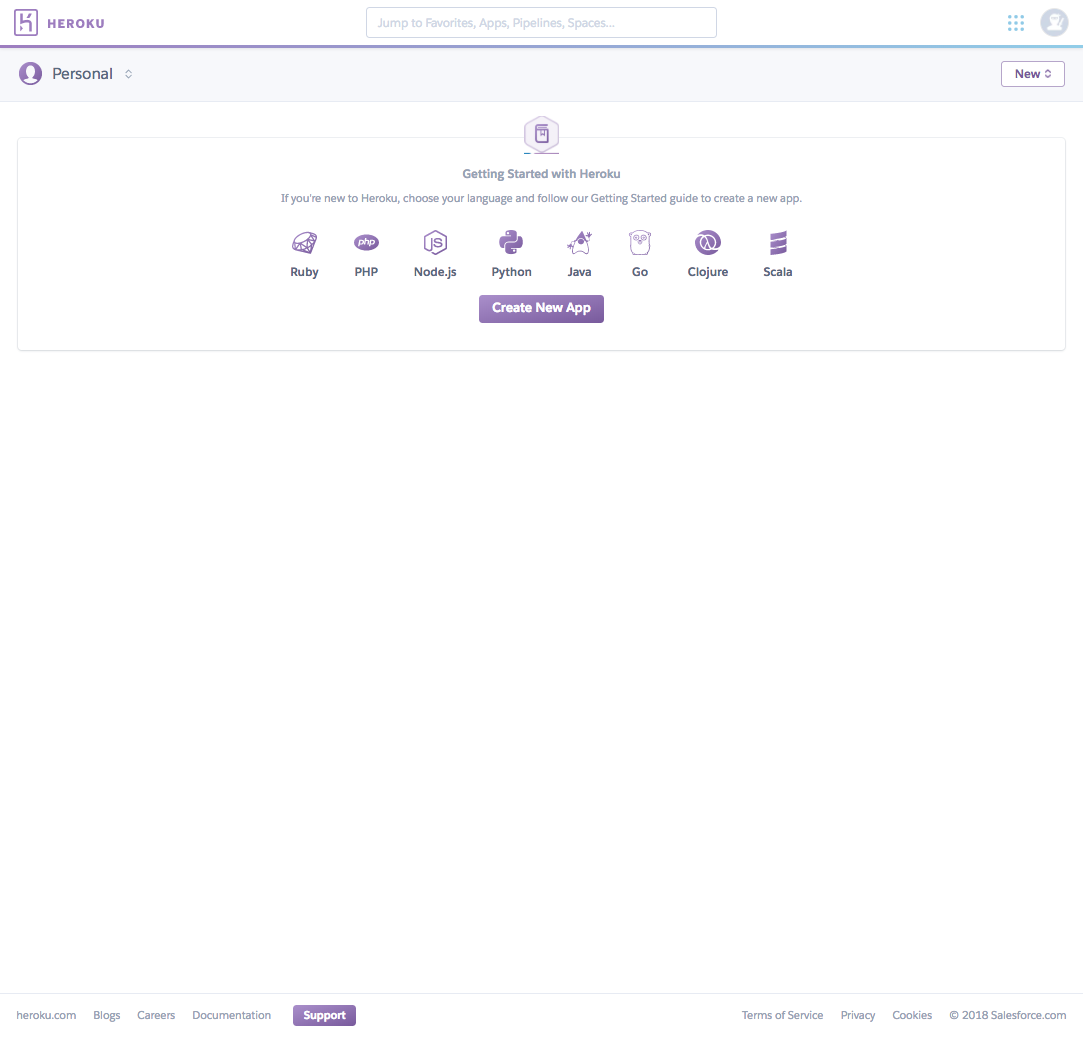 HEROKU
Jump to Favorites, Apps, Pipelines, Spaces...
Personal
New
Getting Started with Heroku
If you're new to Heroku, choose your language and follow our Getting Started guide to create a new app.
php
JS
Ruby PHP Node.js Python Java Go Clojure Scala
Create New App
heroku.com Blogs Careers Documentation Support Terms of Service Privacy Cookies © 2018 Salesforce.com